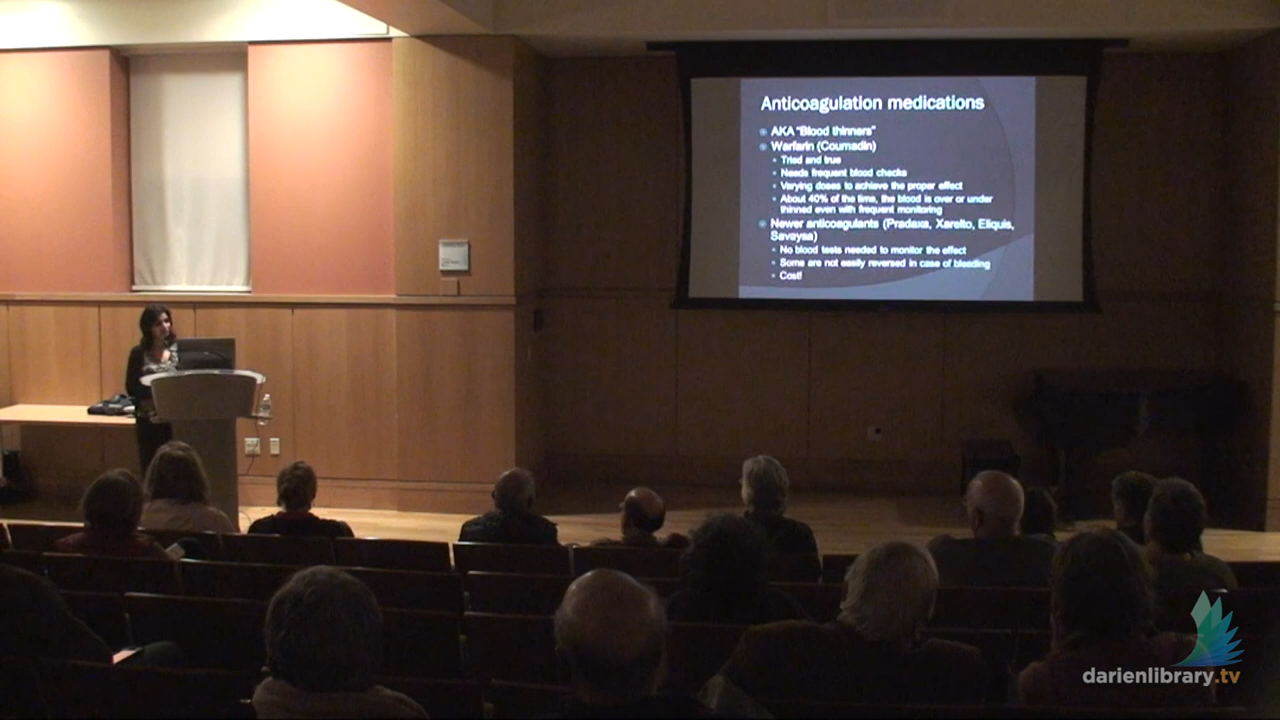 Anticoagulation medications
AKA "Blood thinners"
Warfarin (Coumadin)
Tried and true
Needs frequent blood checks
Varying doses to achieve the proper effect
About 40% of the time, the blood is over or under
thinned even with frequent monitoring
Newer anticoagulants (Pradaxa, Xarelto, Eliquis,
Savaysa)
No blood tests needed to monitor the effect
Some are not easily reversed in case of bleeding
Cost!
darienlibrary.tv